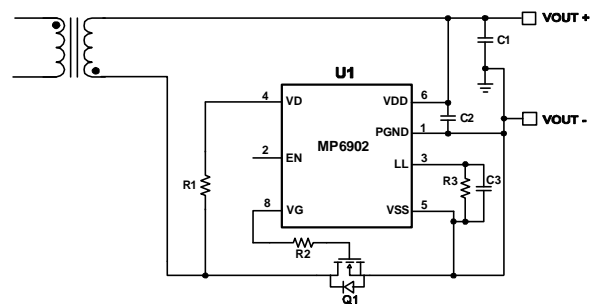 VOUT +
C1
U1
4 VD VDD 6
C2
PGND 1
VOUT -
2 EN MP6902
LL 3
R1 R3 C3
8 VG VSS 5
R2
Q1